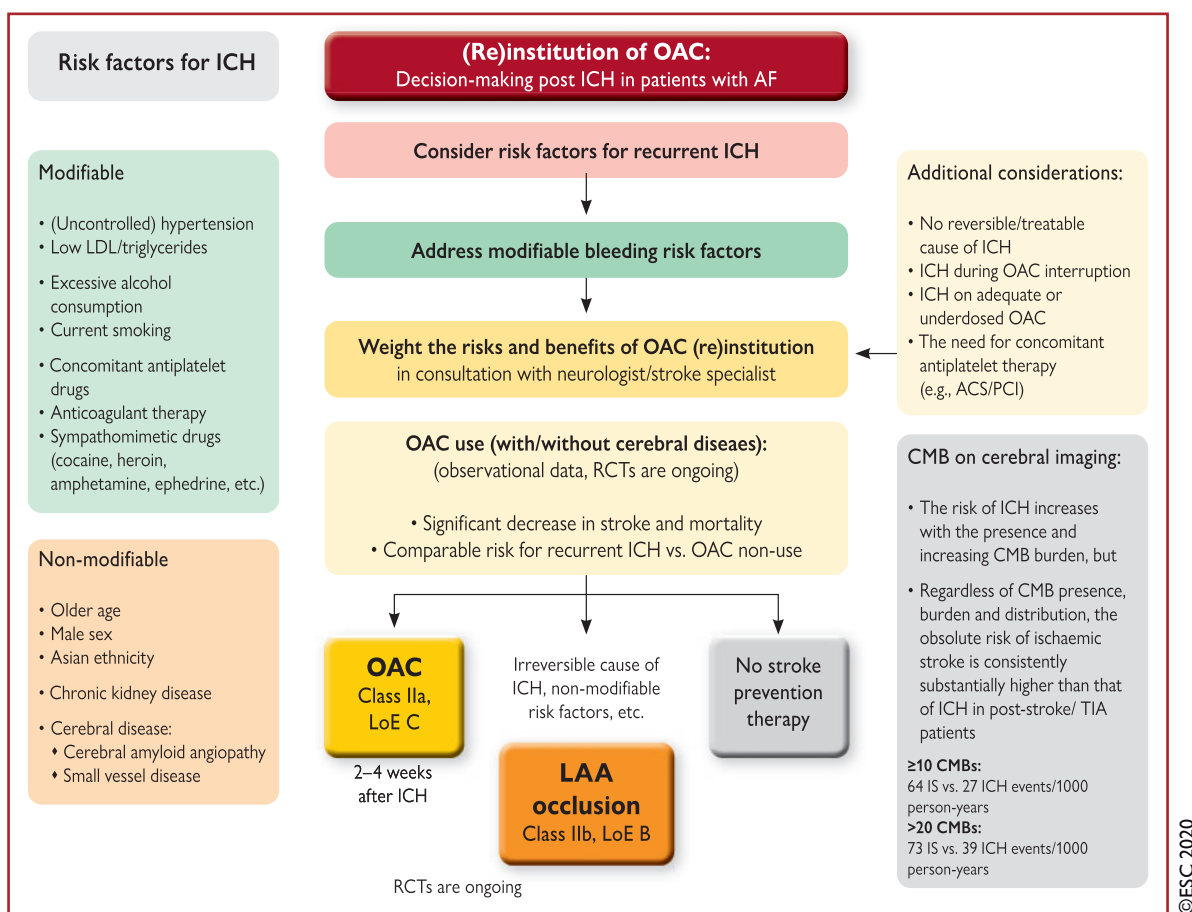 Risk factors for ICH
(Re)institution of OAC:
Decision-making post ICH in patients with AF
Modifiable
• (Uncontrolled) hypertension
• Low LDL/triglycerides
• Excessive alcohol
consumption
• Current smoking
• Concomitant antiplatelet
drugs
• Anticoagulant therapy
• Sympathomimetic drugs
(cocaine, heroin,
amphetamine, ephedrine, etc.)
Non-modifiable
• Older age
• Male sex
• Asian ethnicity
• Chronic kidney disease
• Cerebral disease:
♦ Cerebral amyloid angiopathy
♦ Small vessel disease
Consider risk factors for recurrent ICH
Address modifiable bleeding risk factors
Weight the risks and benefits of OAC (re)institution
in consultation with neurologist/stroke specialist
OAC use (with/without cerebral diseaes):
(observational data, RCTs are ongoing)
• Significant decrease in stroke and mortality
• Comparable risk for recurrent ICH vs. OAC non-use
OAC
Class IIa,
LoE C
2–4 weeks
after ICH
Irreversible cause of
ICH, non-modifiable
risk factors, etc.
LAA
occlusion
Class IIb, LoE B
No stroke
prevention
therapy
RCTs are ongoing
Additional considerations:
• No reversible/treatable
cause of ICH
• ICH during OAC interruption
• ICH on adequate or
underdosed OAC
• The need for concomitant
antiplatelet therapy
(e.g., ACS/PCI)
CMB on cerebral imaging:
• The risk of ICH increases
with the presence and
increasing CMB burden, but
• Regardless of CMB presence,
burden and distribution, the
absolute risk of ischaemic
stroke is consistently
substantially higher than that
of ICH in post-stroke/ TIA
patients
≥10 CMBs:
64 IS vs. 27 ICH events/1000
person-years
>20 CMBs:
73 IS vs. 39 ICH events/1000
person-years
©ESC 2020